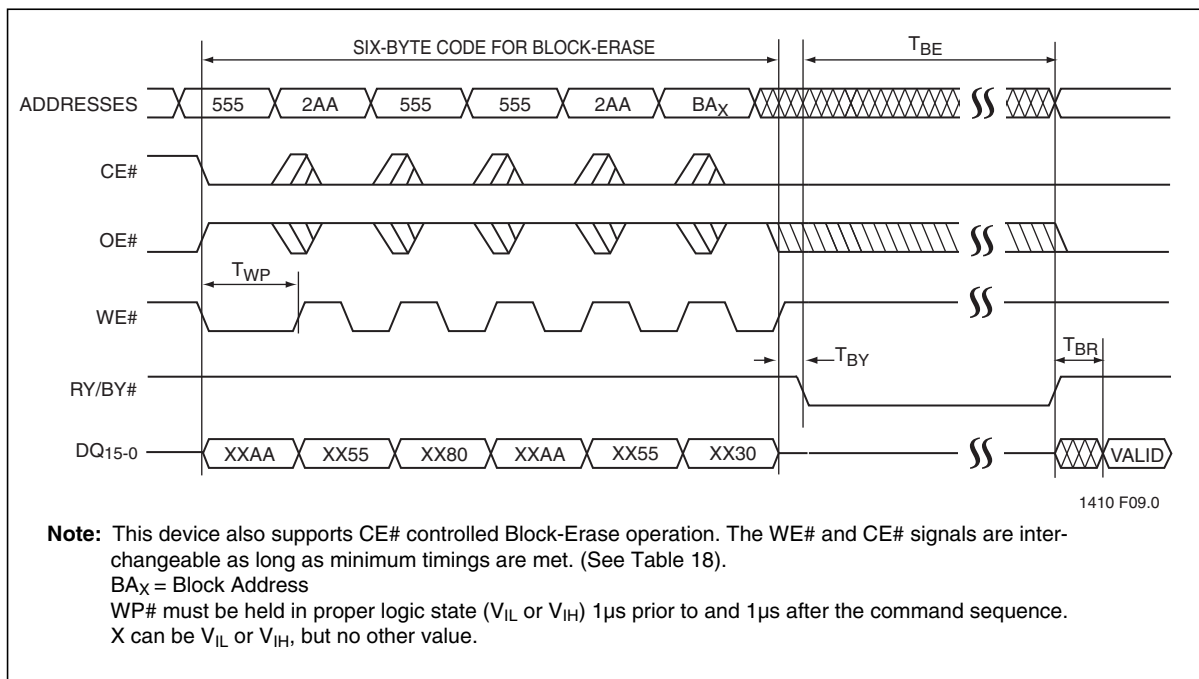 SIX-BYTE CODE FOR BLOCK-ERASE TBE
ADDRESSES 555 2AA 555 555 2AA BAX
CE#
OE#
TWP
WE#
TBY TBR
RY/BY#
DQ15-0 XXAA XX55 XX80 XXAA XX55 XX30 VALID
1410 F09.0
Note: This device also supports CE# controlled Block-Erase operation. The WE# and CE# signals are inter-
changeable as long as minimum timings are met. (See Table 18).
BAX = Block Address
WP# must be held in proper logic state (VIL or VIH) 1µs prior to and 1µs after the command sequence.
X can be VIL or VIH, but no other value.